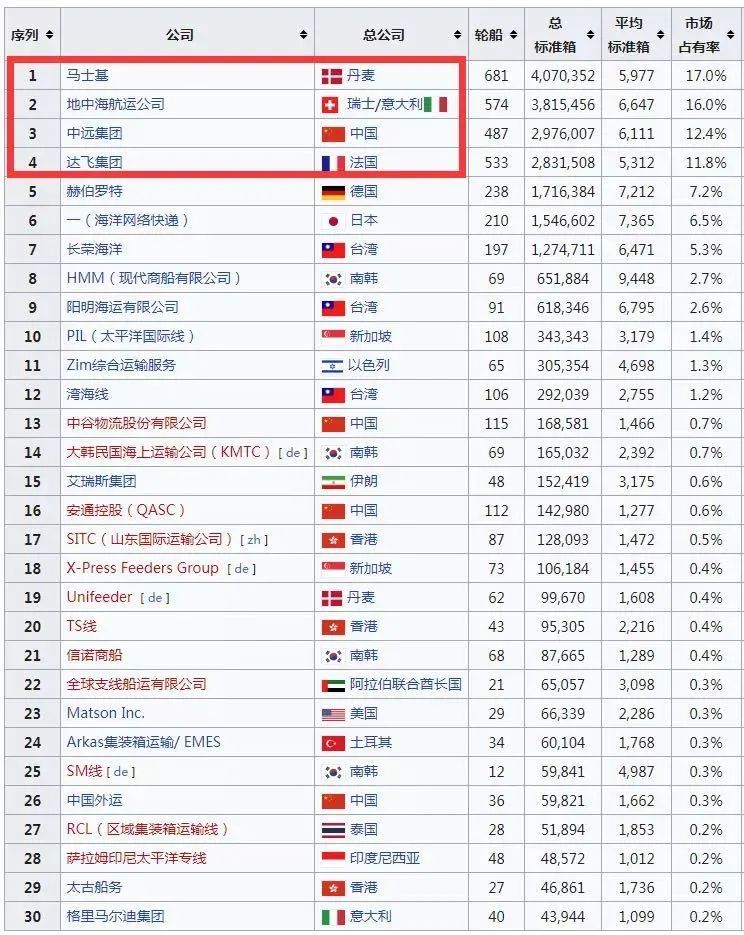 序列 公司 总公司 轮船 总 标准箱 平均 标准箱 市场 占有率
1 马士基 丹麦 681 4,070,352 5,977 17.0%
2 地中海航运公司 瑞士/意大利 574 3,815,456 6,647 16.0%
3 中远集团 中国 487 2,976,007 6,111 12.4%
4 达飞集团 法国 533 2,831,508 5,312 11.8%
5 赫伯罗特 德国 238 1,716,384 7,212 7.2%
6 一（海洋网络快递） 日本 210 1,546,602 7,365 6.5%
7 长荣海洋 台湾 197 1,274,711 6,471 5.3%
8 HMM（现代商船有限公司） 南韩 69 651,884 9,448 2.7%
9 阳明海运有限公司 台湾 91 618,346 6,795 2.6%
10 PIL（太平洋国际线） 新加坡 108 343,343 3,179 1.4%
11 Zim综合运输服务 以色列 65 305,354 4,698 1.3%
12 湾海线 台湾 106 292,039 2,755 1.2%
13 中谷物流股份有限公司 中国 115 168,581 1,466 0.7%
14 大韩民国海上运输公司（KMTC）[ de ] 南韩 69 165,032 2,392 0.7%
15 艾瑞斯集团 伊朗 48 152,419 3,175 0.6%
16 安通控股（QASC） 中国 112 142,980 1,277 0.6%
17 SITC（山东国际运输公司）[ zh ] 香港 87 128,093 1,472 0.5%
18 X-Press Feeders Group [ de ] 新加坡 73 106,184 1,455 0.4%
19 Unifeeder [ de ] 丹麦 62 99,670 1,608 0.4%
20 TS线 香港 43 95,305 2,216 0.4%
21 信诺商船 南韩 68 87,665 1,289 0.4%
22 全球支线船运有限公司 阿拉伯联合酋长国 21 65,057 3,098 0.3%
23 Matson Inc. 美国 29 66,339 2,286 0.3%
24 Arkas集装箱运输/ EMES 土耳其 34 60,104 1,768 0.3%
25 SM线 [ de ] 南韩 12 59,841 4,987 0.3%
26 中国外运 中国 36 59,821 1,662 0.3%
27 RCL（区域集装箱运输线） 泰国 28 51,894 1,853 0.2%
28 萨拉姆印尼太平洋专线 印度尼西亚 48 48,572 1,012 0.2%
29 太古船务 香港 27 46,861 1,736 0.2%
30 格里马尔迪集团 意大利 40 43,944 1,099 0.2%